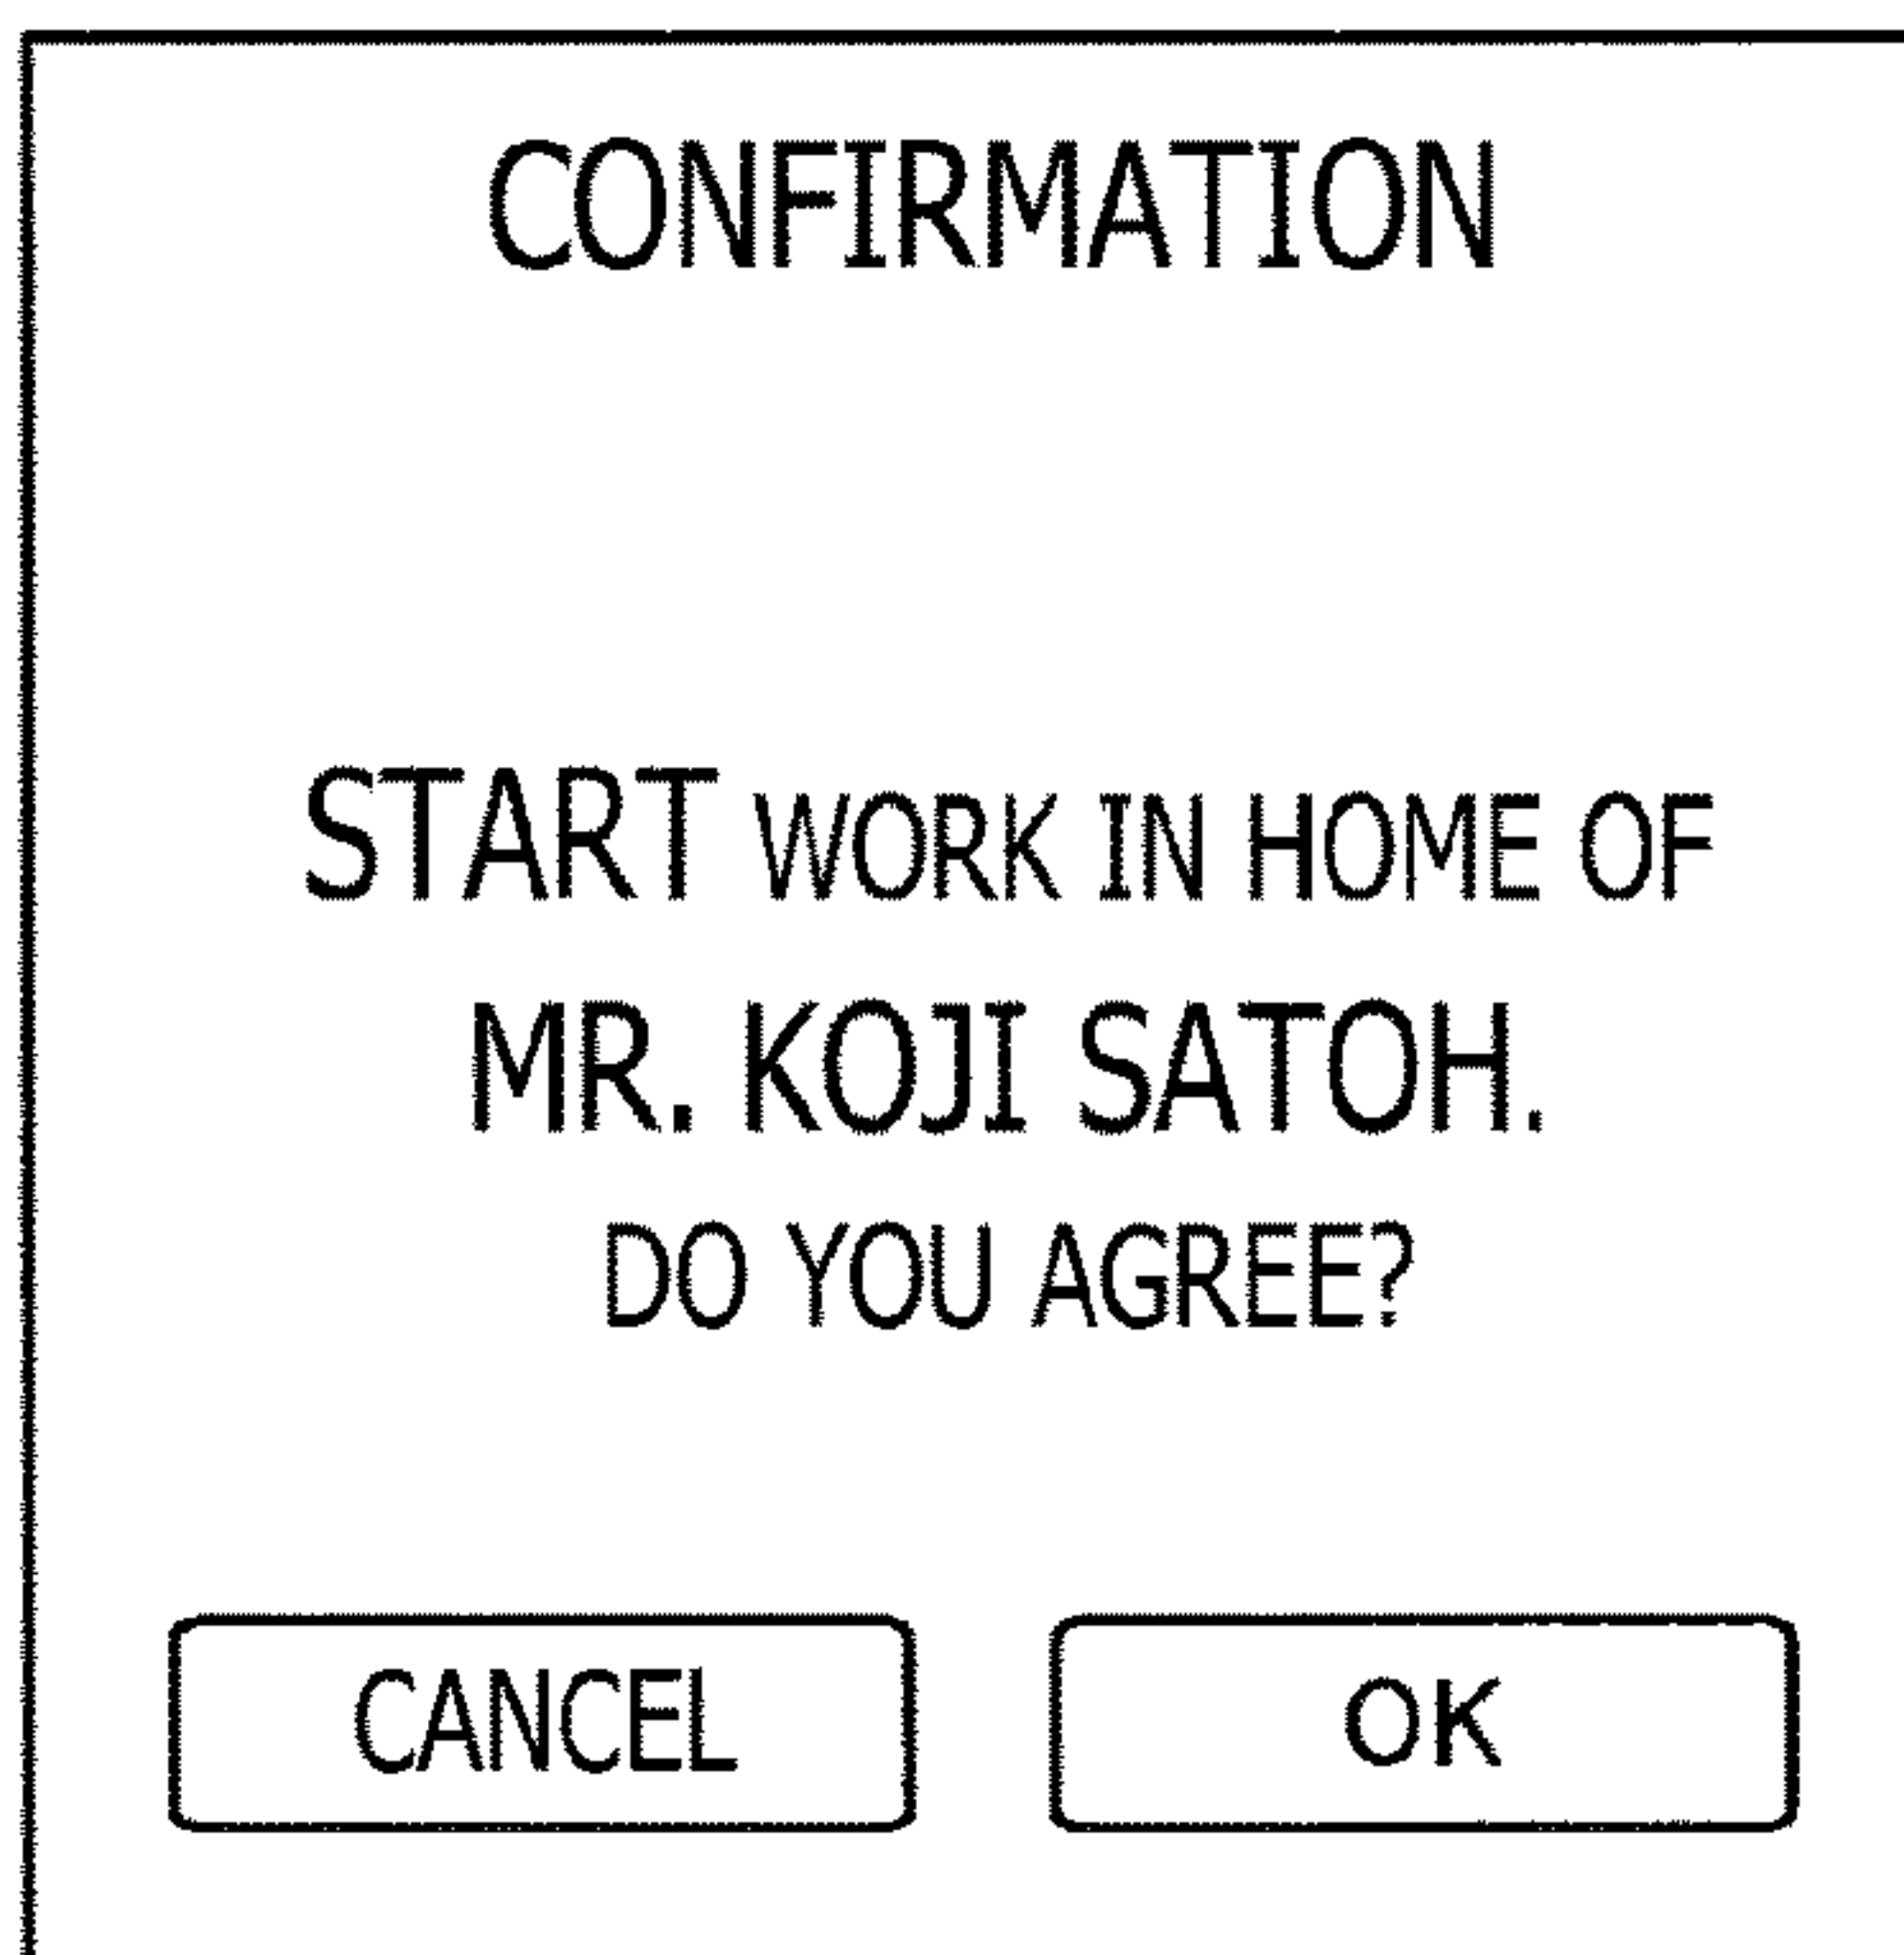 CONFIRMATION
START WORK IN HOME OF
MR. KOJI SATOH.
DO YOU AGREE?
CANCEL
OK